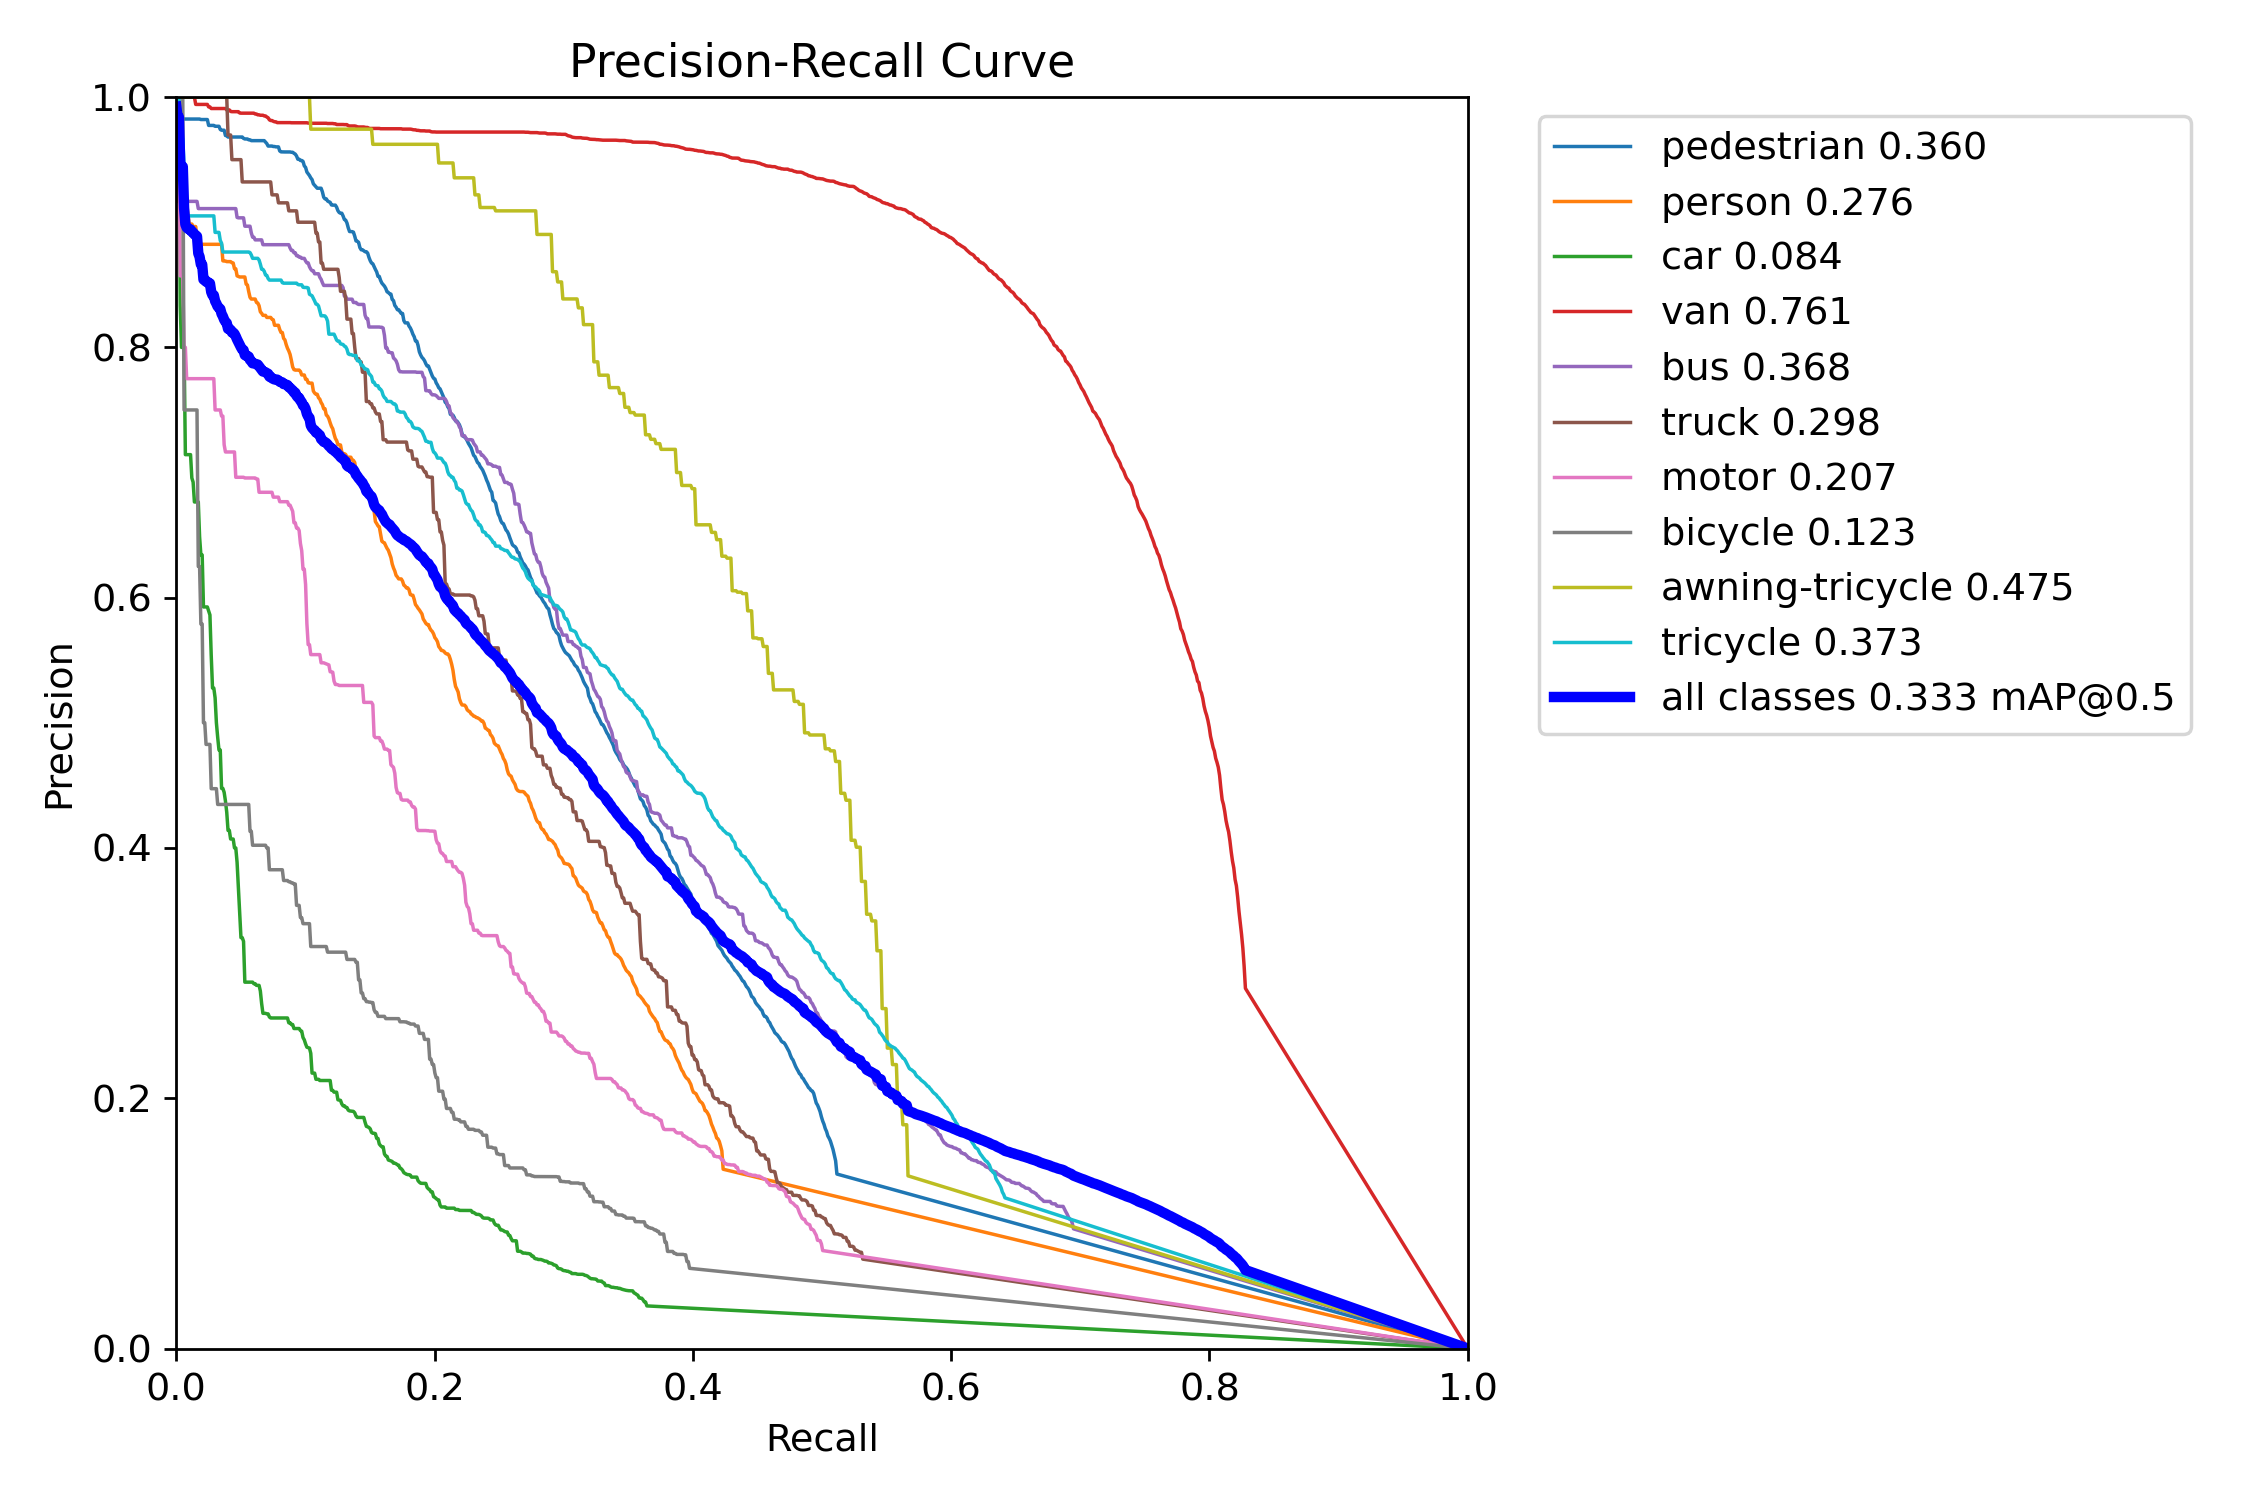 Precision-Recall Curve
1.0
0.8
0.6
0.4
0.2
0.0
Precision
0.0 0.2 0.4 0.6 0.8 1.0
Recall
pedestrian 0.360
person 0.276
car 0.084
van 0.761
bus 0.368
truck 0.298
motor 0.207
bicycle 0.123
awning-tricycle 0.475
tricycle 0.373
all classes 0.333 mAP@0.5